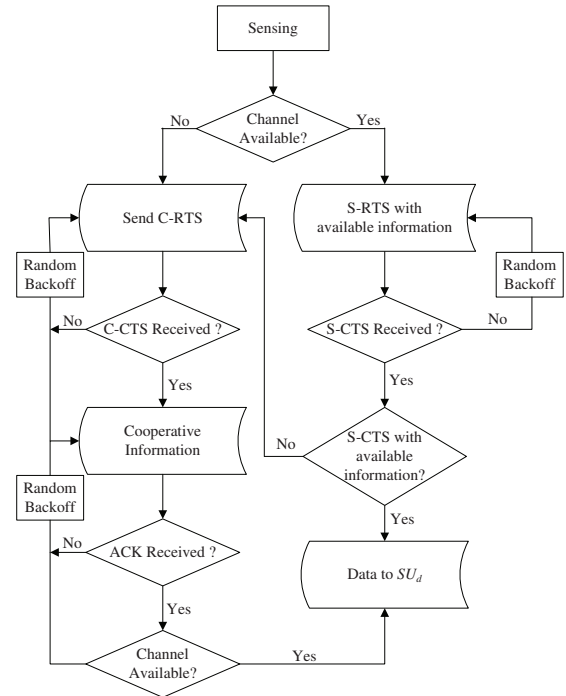 Sensing
Channel
Available?
No
Yes
Send C-RTS
S-RTS with
available information
Random
Backoff
Random
Backoff
C-CTS Received ?
No
S-CTS Received ?
No
Yes
Yes
Cooperative
Information
No
S-CTS with
available
information?
Random
Backoff
Yes
No
ACK Received ?
Data to SU_d
Yes
Channel
Available?
Yes